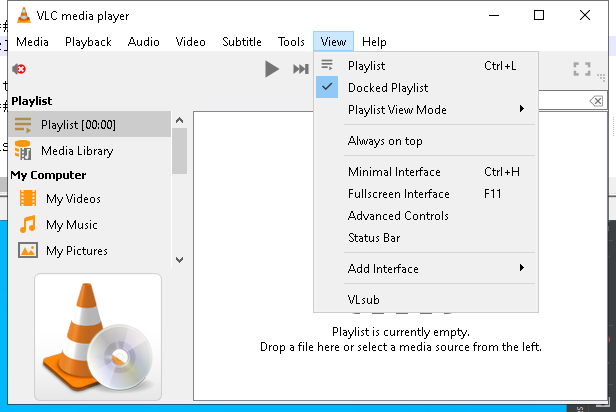 VLC media player
Media Playback Audio Video Subtitle Tools View Help
Playlist
Playlist [00:00]
Media Library
My Computer
My Videos
My Music
My Pictures
Playlist Ctrl+L
Docked Playlist
Playlist View Mode
Always on top
Minimal Interface Ctrl+H
Fullscreen Interface F11
Advanced Controls
Status Bar
Add Interface
VLsub
Playlist is currently empty.
Drop a file here or select a media source from the left.